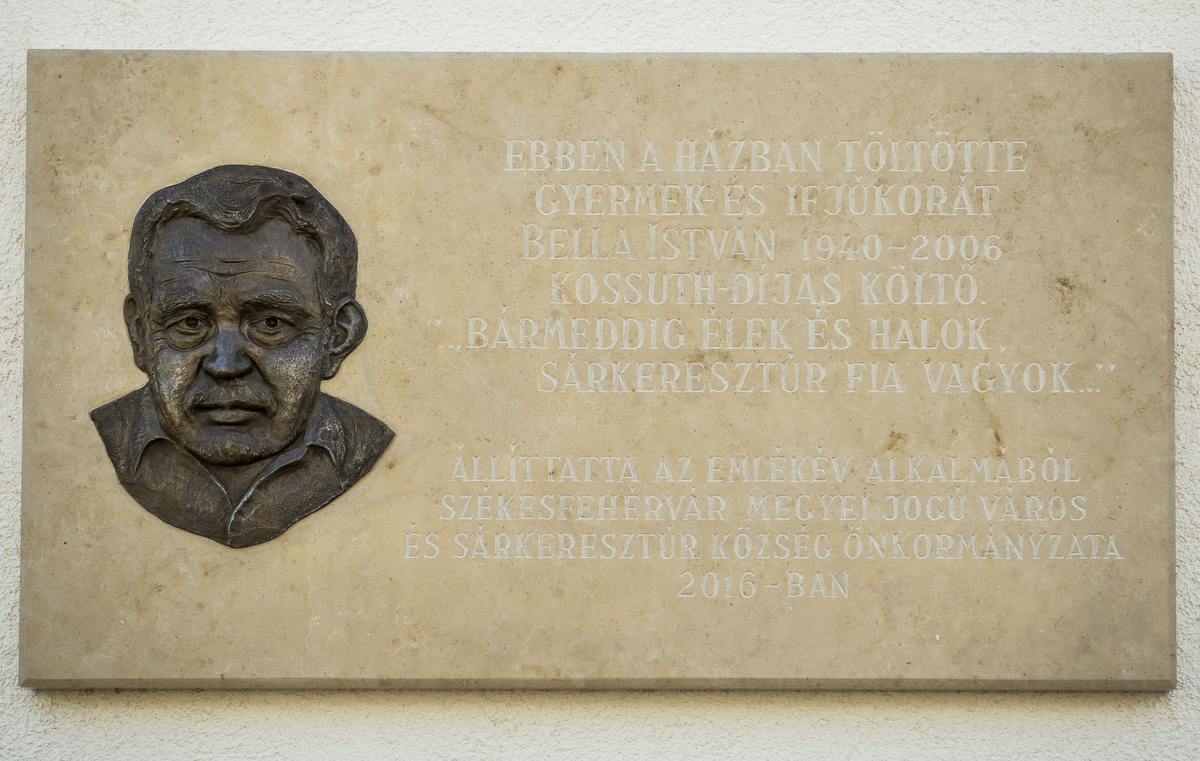 EBBEN A HÁZBAN TÖLTÖTTE
GYERMEK-ÉS IFJÚKORÁT
BELLA ISTVÁN 1940-2006
KOSSUTH-DÍJAS KÖLTŐ.
"...BÁRMEDDIG ÉLEK ÉS HALOK,
SÁRKERESZTÚR FIA VAGYOK..."
ÁLLÍTTATTA AZ EMLÉKÉV ALKALMÁBÓL
SZÉKESFEHÉRVÁR MEGYEI JOGÚ VÁROS
ÉS SÁRKERESZTÚR KÖZSÉG ÖNKORMÁNYZATA
2016-BAN